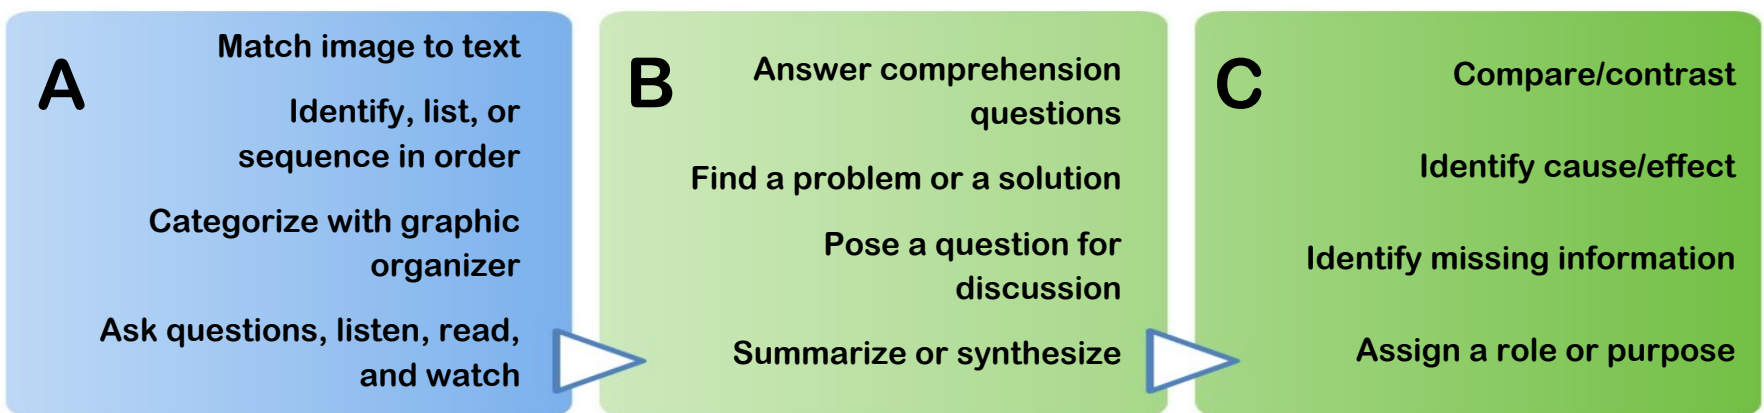 A
Match image to text
Identify, list, or
sequence in order
Categorize with graphic
organizer
Ask questions, listen, read,
and watch
B
Answer comprehension
questions
Find a problem or a solution
Pose a question for
discussion
Summarize or synthesize
C
Compare/contrast
Identify cause/effect
Identify missing information
Assign a role or purpose